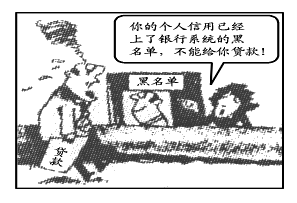 你的个人信用已经
上了银行系统的黑
名单，不能给你贷款！
黑名单
贷
款